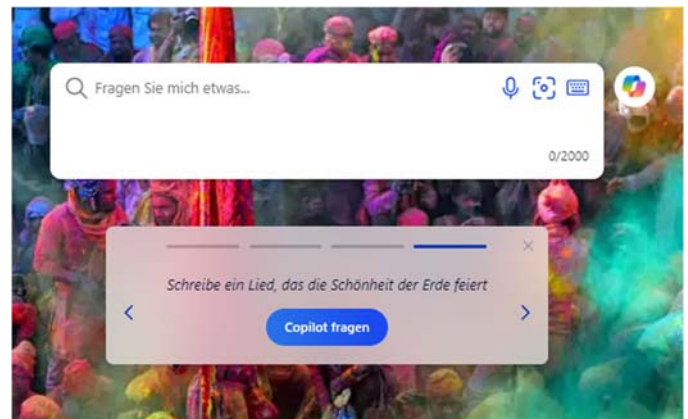 Fragen Sie mich etwas...
0/2000
Schreibe ein Lied, das die Schönheit der Erde feiert
Copilot fragen